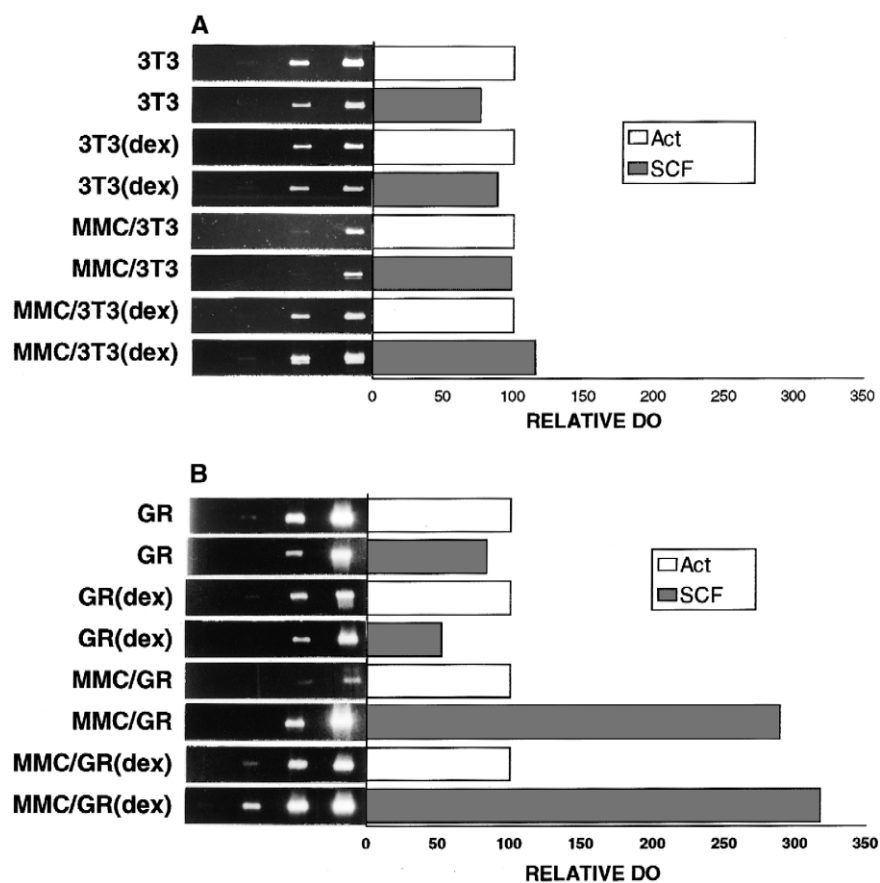 A
3T3
3T3
3T3(dex)
3T3(dex)
MMC/3T3
MMC/3T3
MMC/3T3(dex)
MMC/3T3(dex)
Act
SCF
0 50 100 150 200 250 300 350
RELATIVE DO
B
GR
GR
GR(dex)
GR(dex)
MMC/GR
MMC/GR
MMC/GR(dex)
MMC/GR(dex)
Act
SCF
0 50 100 150 200 250 300 350
RELATIVE DO